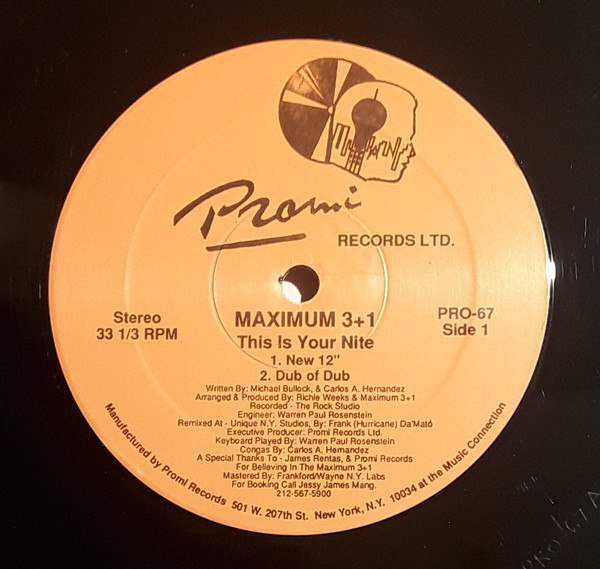 Promi
RECORDS LTD.
Stereo
33 1/3 RPM
PRO-67
Side 1
MAXIMUM 3+1
This Is Your Nite
1. New 12"
2. Dub of Dub
Written By: Michael Bullock, & Carlos A. Hernandez
Arranged & Produced By: Richie Weeks & Maximum 3+1
Recorded - The Rock Studio
Engineer: Warren Paul Rosenstein
Remixed At - Unique N.Y. Studios, By: Frank (Hurricane) Da'Mató
Executive Producer: Promi Records Ltd.
Keyboard Played By: Warren Paul Rosenstein
Congas By: Carlos A. Hernandez
A Special Thanks To - James Rentas, & Promi Records
For Believing In The Maximum 3+1
Mastered By: Frankford/Wayne N.Y. Labs
For Booking Call Jessy James Mang.
212-567-5900
Manufactured by Promi Records 501 W. 207th St. New York, N.Y. 10034 at the Music Connection